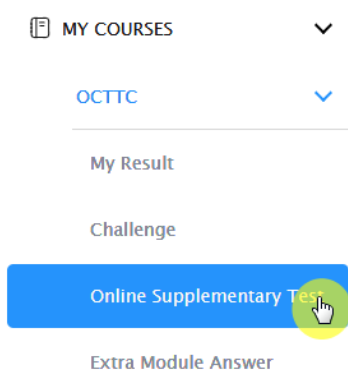 MY COURSES
OCTTC
My Result
Challenge
Online Supplementary Test
Extra Module Answer